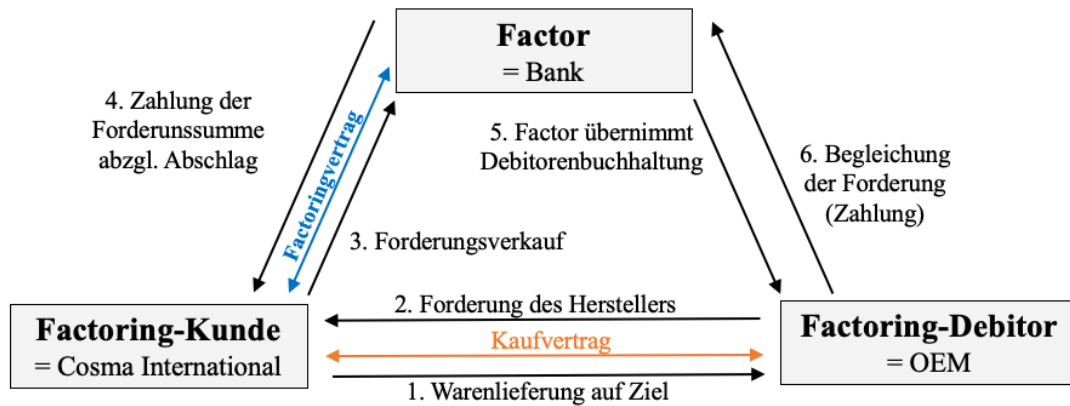 Factor
= Bank
4. Zahlung der
Forderunssumme
abzgl. Abschlag
Factoringvertrag
5. Factor übernimmt
Debitorenbuchhaltung
6. Begleichung
der Forderung
(Zahlung)
3. Forderungsverkauf
Factoring-Kunde
= Cosma International
2. Forderung des Herstellers
Kaufvertrag
1. Warenlieferung auf Ziel
Factoring-Debitor
= OEM